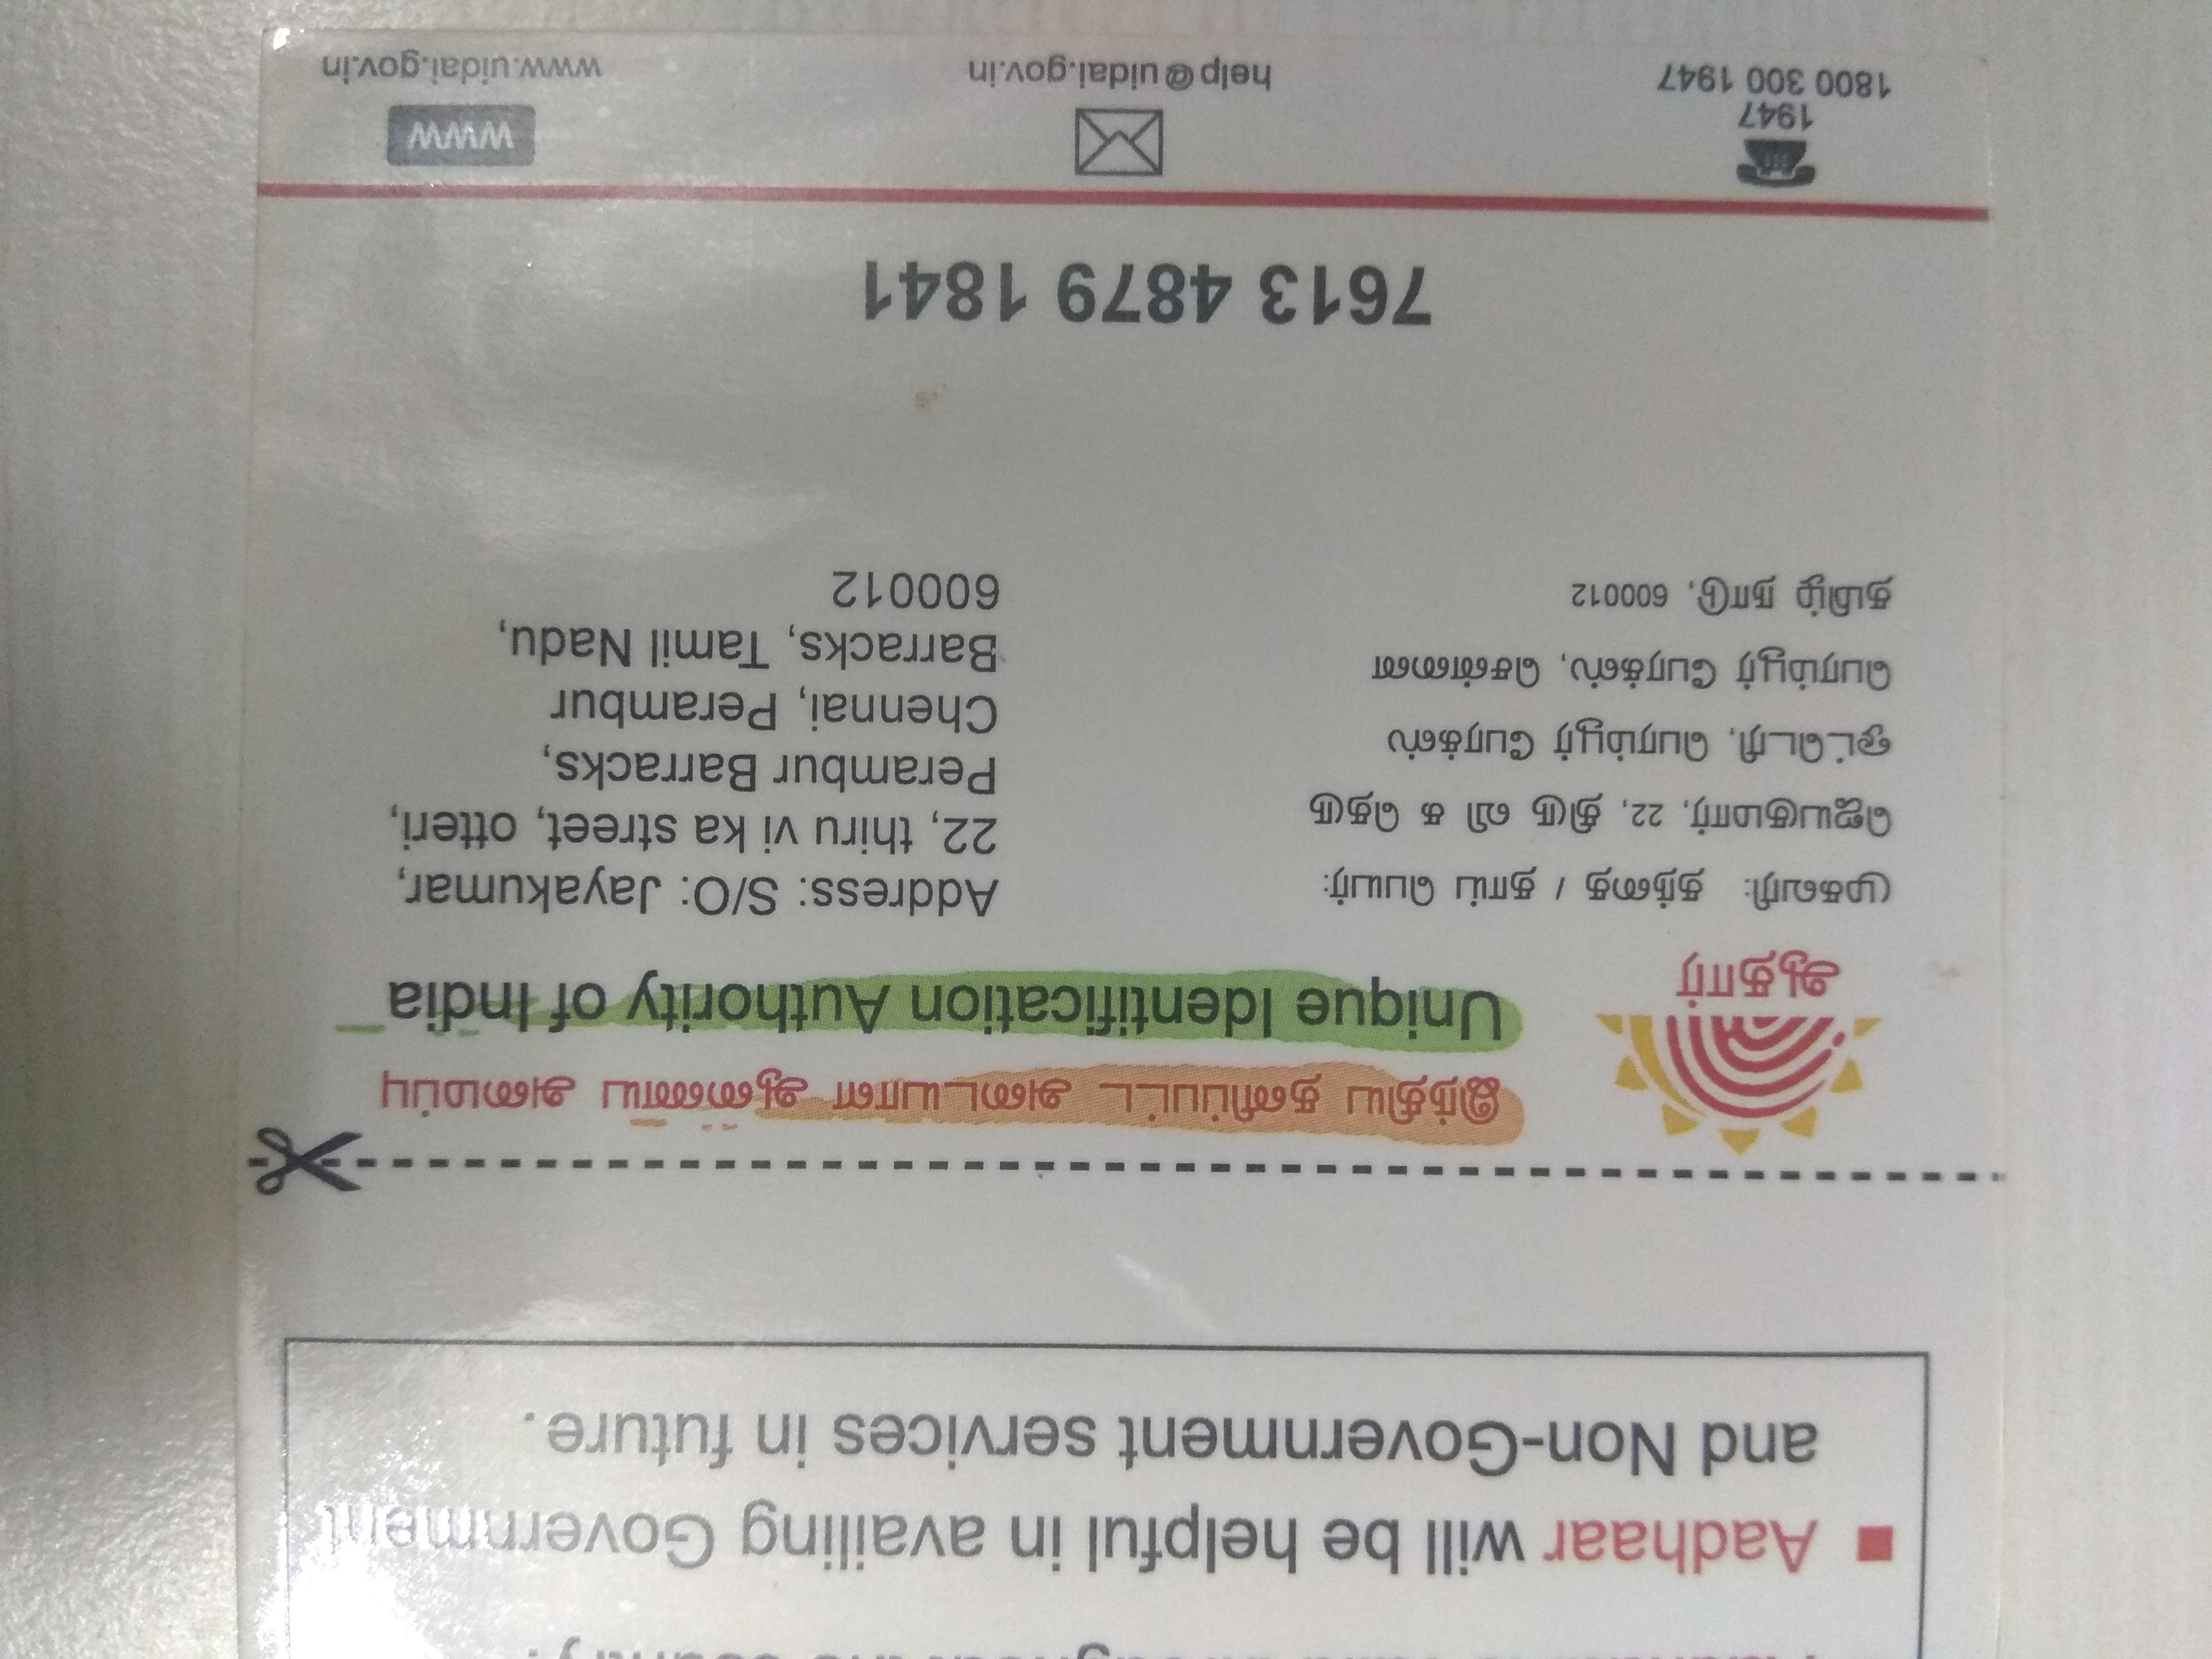 ■ Aadhaar will be helpful in availing Government
and Non-Government services in future.
இந்திய தனிப்பட்ட அடையாள ஆணைய அமைப்பு
Unique Identification Authority of India
ஆதார்
முகவரி: தந்தை / தாய் பெயர்:
ஜெயகுமார், 22, திரு வி க தெரு
ஓட்டெரி, பெரம்பூர் பேரக்ஸ்
பெரம்பூர் பேரக்ஸ், சென்னை
தமிழ் நாடு, 600012
Address: S/O: Jayakumar,
22, thiru vi ka street, otteri,
Perambur Barracks,
Chennai, Perambur
Barracks, Tamil Nadu,
600012
7613 4879 1841
1947
1800 300 1947
help@uidai.gov.in
www
www.uidai.gov.in